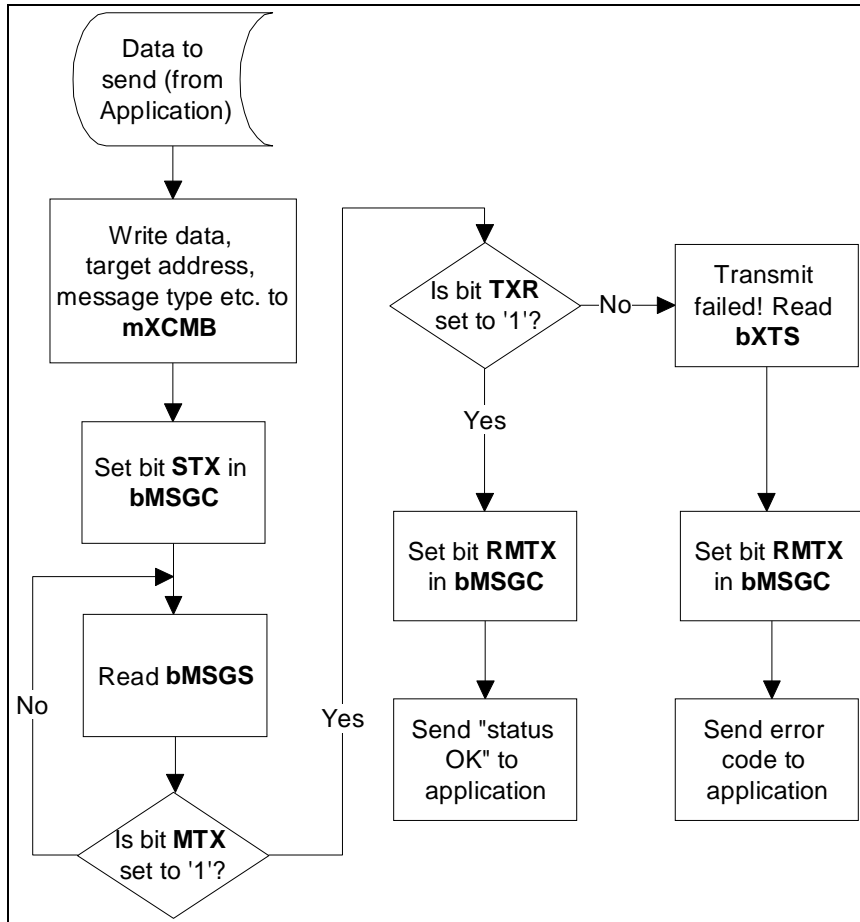 Data to
send (from
Application)
Write data,
target address,
message type etc. to
mXCMB
Set bit STX in
bMSGC
Read bMSGS
No
Is bit MTX
set to '1'?
Yes
Is bit TXR
set to '1'?
No
Transmit
failed! Read
bXTS
Yes
Set bit RMTX
in bMSGC
Set bit RMTX
in bMSGC
Send "status
OK" to
application
Send error
code to
application